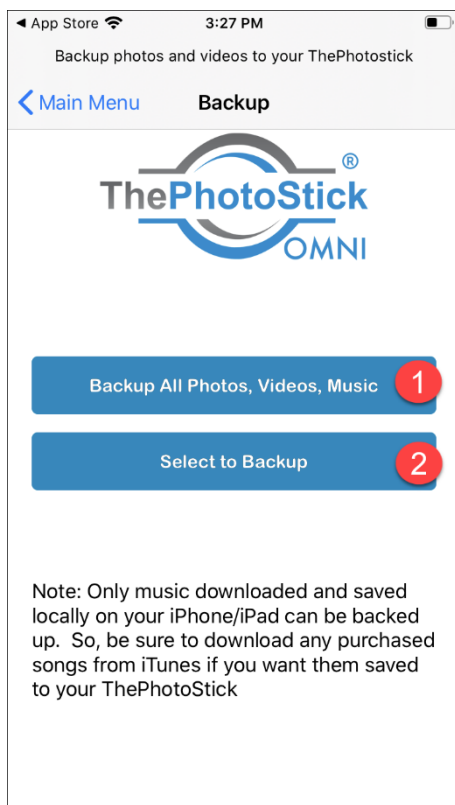 ◀ App Store 3:27 PM
Backup photos and videos to your ThePhotostick
Main Menu Backup
ThePhotoStick®
OMNI
Backup All Photos, Videos, Music 1
Select to Backup 2
Note: Only music downloaded and saved
locally on your iPhone/iPad can be backed
up. So, be sure to download any purchased
songs from iTunes if you want them saved
to your ThePhotoStick